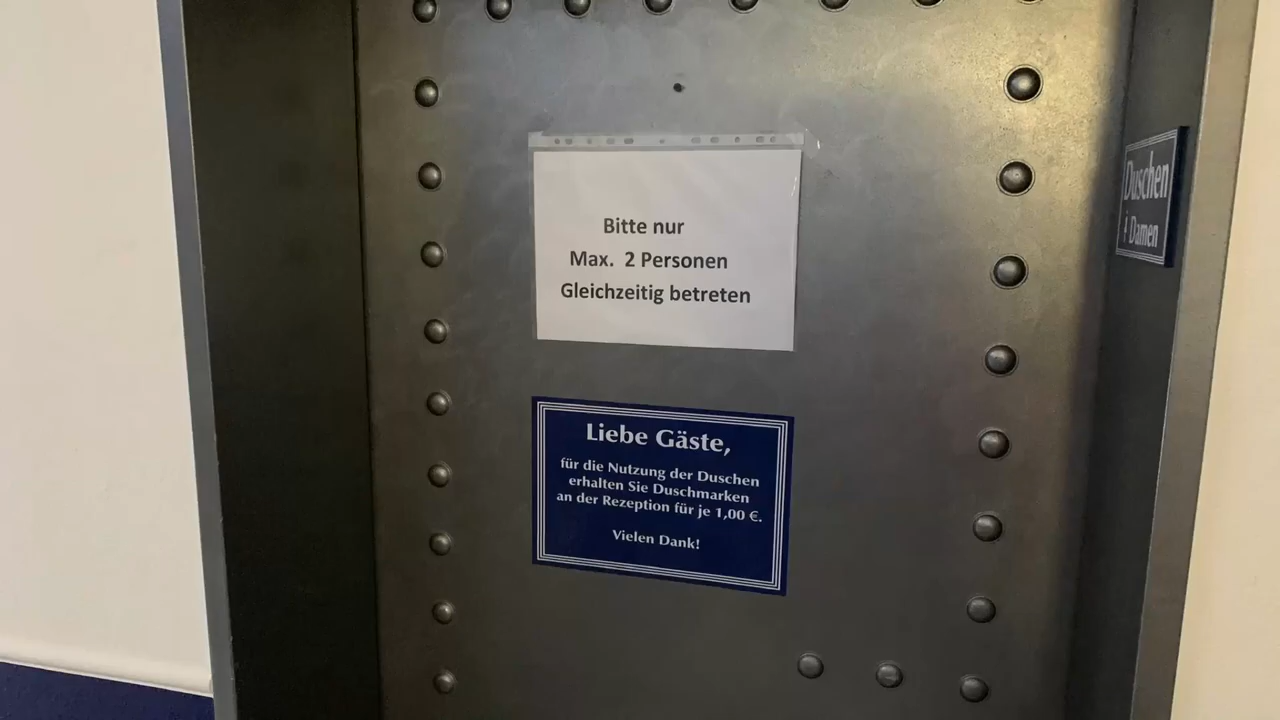 Bitte nur
Max. 2 Personen
Gleichzeitig betreten
Liebe Gäste,
für die Nutzung der Duschen
erhalten Sie Duschmarken
an der Rezeption für je 1,00 €.
Vielen Dank!
Duschen
Damen